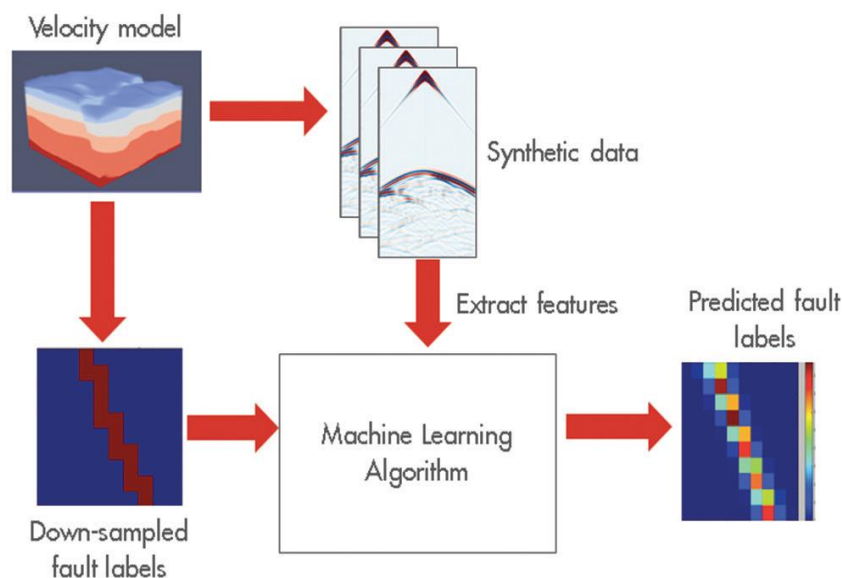 Velocity model
Synthetic data
Extract features
Predicted fault
labels
Machine Learning
Algorithm
Down-sampled
fault labels